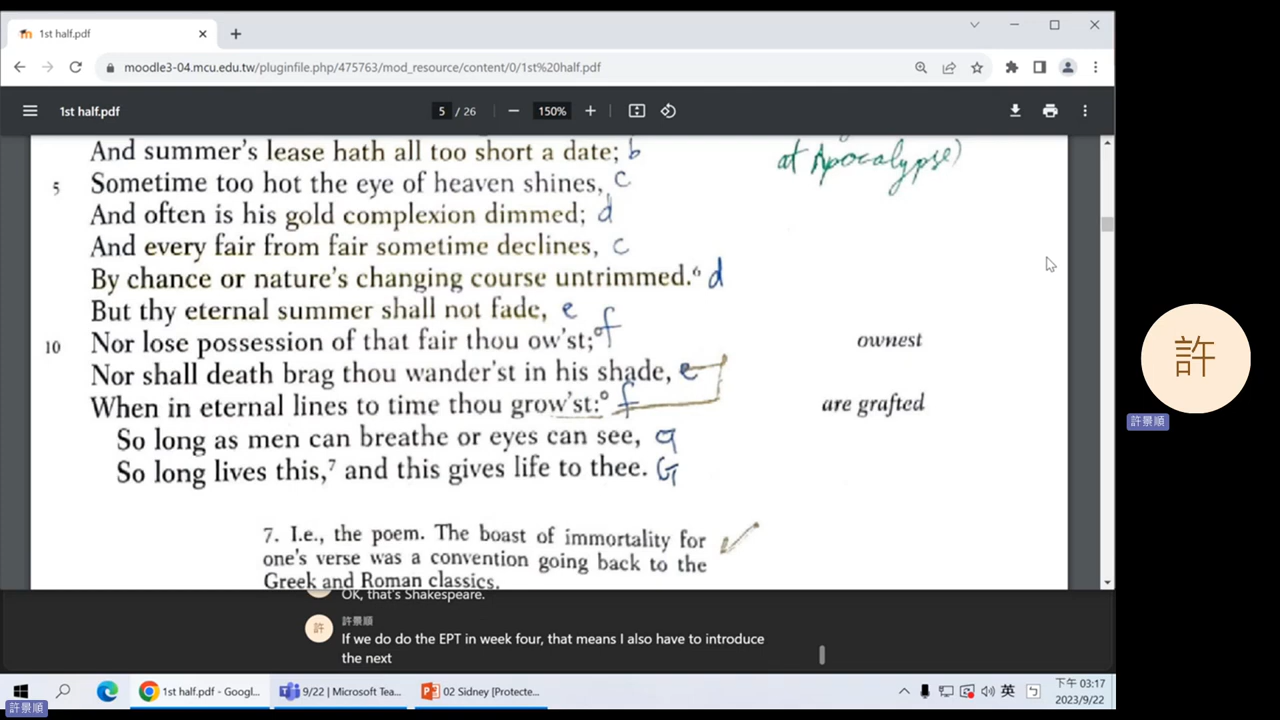 1st half.pdf
moodle3-04.mcu.edu.tw/pluginfile.php/475763/mod_resource/content/0/1st%20half.pdf
1st half.pdf
5 / 26
150%
And summer's lease hath all too short a date; b
at Apocalypse)
5 Sometime too hot the eye of heaven shines, c
And often is his gold complexion dimmed; d
And every fair from fair sometime declines, c
By chance or nature's changing course untrimmed.⁶ d
But thy eternal summer shall not fade, e
10 Nor lose possession of that fair thou ow'st;° f ownest
Nor shall death brag thou wander'st in his shade, e
When in eternal lines to time thou grow'st:° f are grafted
So long as men can breathe or eyes can see, g
So long lives this,⁷ and this gives life to thee. G
7. I.e., the poem. The boast of immortality for
one's verse was a convention going back to the
Greek and Roman classics.
許
許景順
OK, that's Shakespeare.
許景順
許
If we do do the EPT in week four, that means I also have to introduce
the next
1st half.pdf - Googl...
9/22 | Microsoft Tea...
02 Sidney [Protecte...
英
下午 03:17
2023/9/22
許景順